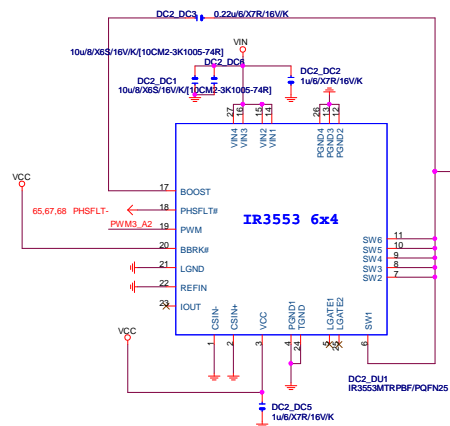 DC2_DC3 0.22u/6/X7R/16V/K
10u/8/X6S/16V/K/[10CM2-3K1005-74R]
VIN
DC2_DC6
DC2_DC1
10u/8/X6S/16V/K/[10CM2-3K1005-74R]
DC2_DC2
1u/6/X7R/16V/K
27 16 15 14 26 13 12
VIN4 VIN3 VIN2 VIN1 PGND4 PGND3 PGND2
VCC
17 BOOST
65,67,68 PHSFLT- 18 PHSFLT#
IR3553 6x4
PWM3_A2 19 PWM
20 BBRK#
21 LGND
22 REFIN
23 IOUT
SW6 11
SW5 10
SW4 9
SW3 8
SW2 7
CSIN- CSIN+ VCC PGND1 TGND LGATE1 LGATE2 SW1
1 2 3 4 24 5 25 6
VCC
DC2_DU1
IR3553MTRPBF/PQFN25
DC2_DC5
1u/6/X7R/16V/K